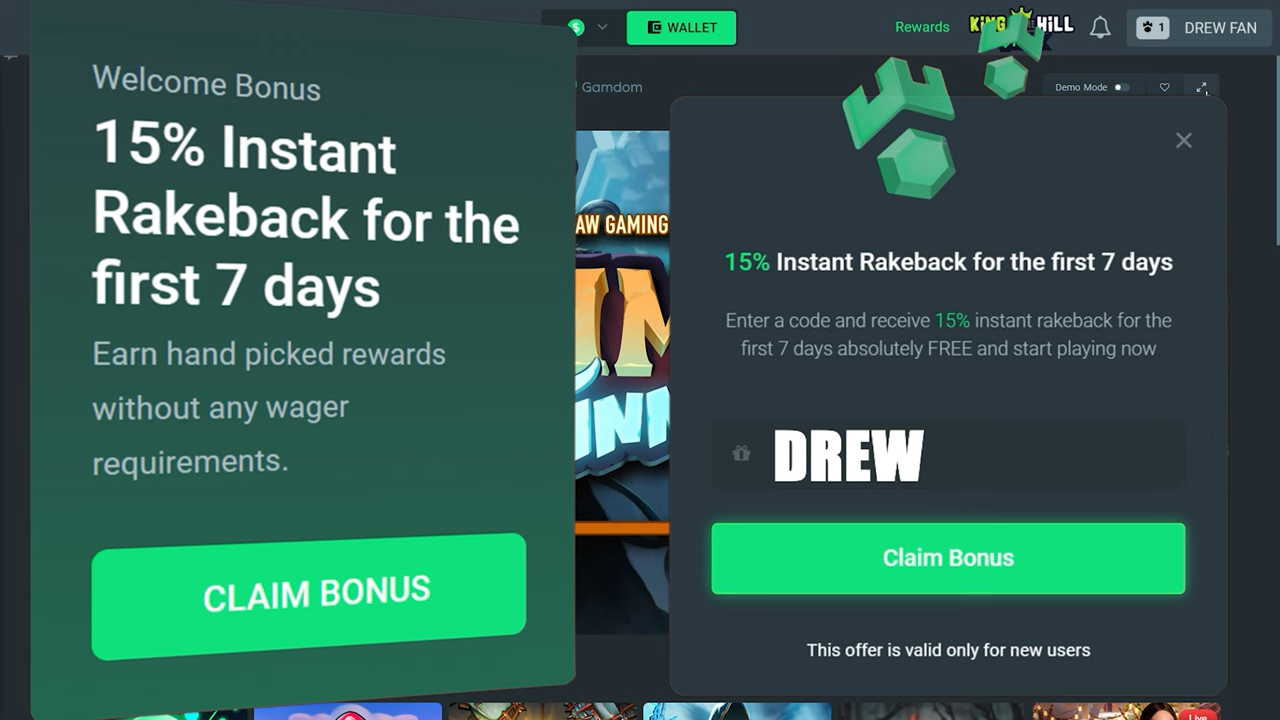 WALLET
Rewards
KING HILL
1
DREW FAN
Gamdom
Demo Mode
Welcome Bonus
15% Instant
Rakeback for the
first 7 days
Earn hand picked rewards
without any wager
requirements.
CLAIM BONUS
AW GAMING
15% Instant Rakeback for the first 7 days
Enter a code and receive 15% instant rakeback for the
first 7 days absolutely FREE and start playing now
DREW
Claim Bonus
This offer is valid only for new users
Live